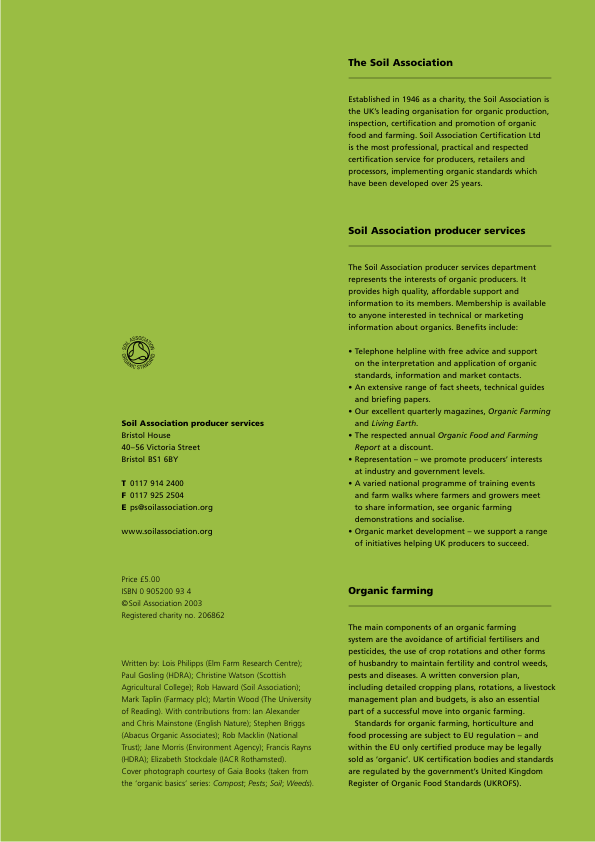 The Soil Association
Established in 1946 as a charity, the Soil Association is
the UK's leading organisation for organic production,
inspection, certification and promotion of organic
food and farming. Soil Association Certification Ltd
is the most professional, practical and respected
certification service for producers, retailers and
processors, implementing organic standards which
have been developed over 25 years.
Soil Association producer services
The Soil Association producer services department
represents the interests of organic producers. It
provides high quality, affordable support and
information to its members. Membership is available
to anyone interested in technical or marketing
information about organics. Benefits include:
• Telephone helpline with free advice and support
on the interpretation and application of organic
standards, information and market contacts.
• An extensive range of fact sheets, technical guides
and briefing papers.
• Our excellent quarterly magazines, Organic Farming
and Living Earth.
• The respected annual Organic Food and Farming
Report at a discount.
• Representation – we promote producers' interests
at industry and government levels.
• A varied national programme of training events
and farm walks where farmers and growers meet
to share information, see organic farming
demonstrations and socialise.
• Organic market development – we support a range
of initiatives helping UK producers to succeed.
Organic farming
The main components of an organic farming
system are the avoidance of artificial fertilisers and
pesticides, the use of crop rotations and other forms
of husbandry to maintain fertility and control weeds,
pests and diseases. A written conversion plan,
including detailed cropping plans, rotations, a livestock
management plan and budgets, is also an essential
part of a successful move into organic farming.
Standards for organic farming, horticulture and
food processing are subject to EU regulation – and
within the EU only certified produce may be legally
sold as 'organic'. UK certification bodies and standards
are regulated by the government's United Kingdom
Register of Organic Food Standards (UKROFS).
SOIL ASSOCIATION
ORGANIC STANDARD
Soil Association producer services
Bristol House
40–56 Victoria Street
Bristol BS1 6BY
T 0117 914 2400
F 0117 925 2504
E ps@soilassociation.org
www.soilassociation.org
Price £5.00
ISBN 0 905200 93 4
©Soil Association 2003
Registered charity no. 206862
Written by: Lois Philipps (Elm Farm Research Centre);
Paul Gosling (HDRA); Christine Watson (Scottish
Agricultural College); Rob Haward (Soil Association);
Mark Taplin (Farmacy plc); Martin Wood (The University
of Reading). With contributions from: Ian Alexander
and Chris Mainstone (English Nature); Stephen Briggs
(Abacus Organic Associates); Rob Macklin (National
Trust); Jane Morris (Environment Agency); Francis Rayns
(HDRA); Elizabeth Stockdale (IACR Rothamsted).
Cover photograph courtesy of Gaia Books (taken from
the 'organic basics' series: Compost; Pests; Soil; Weeds).